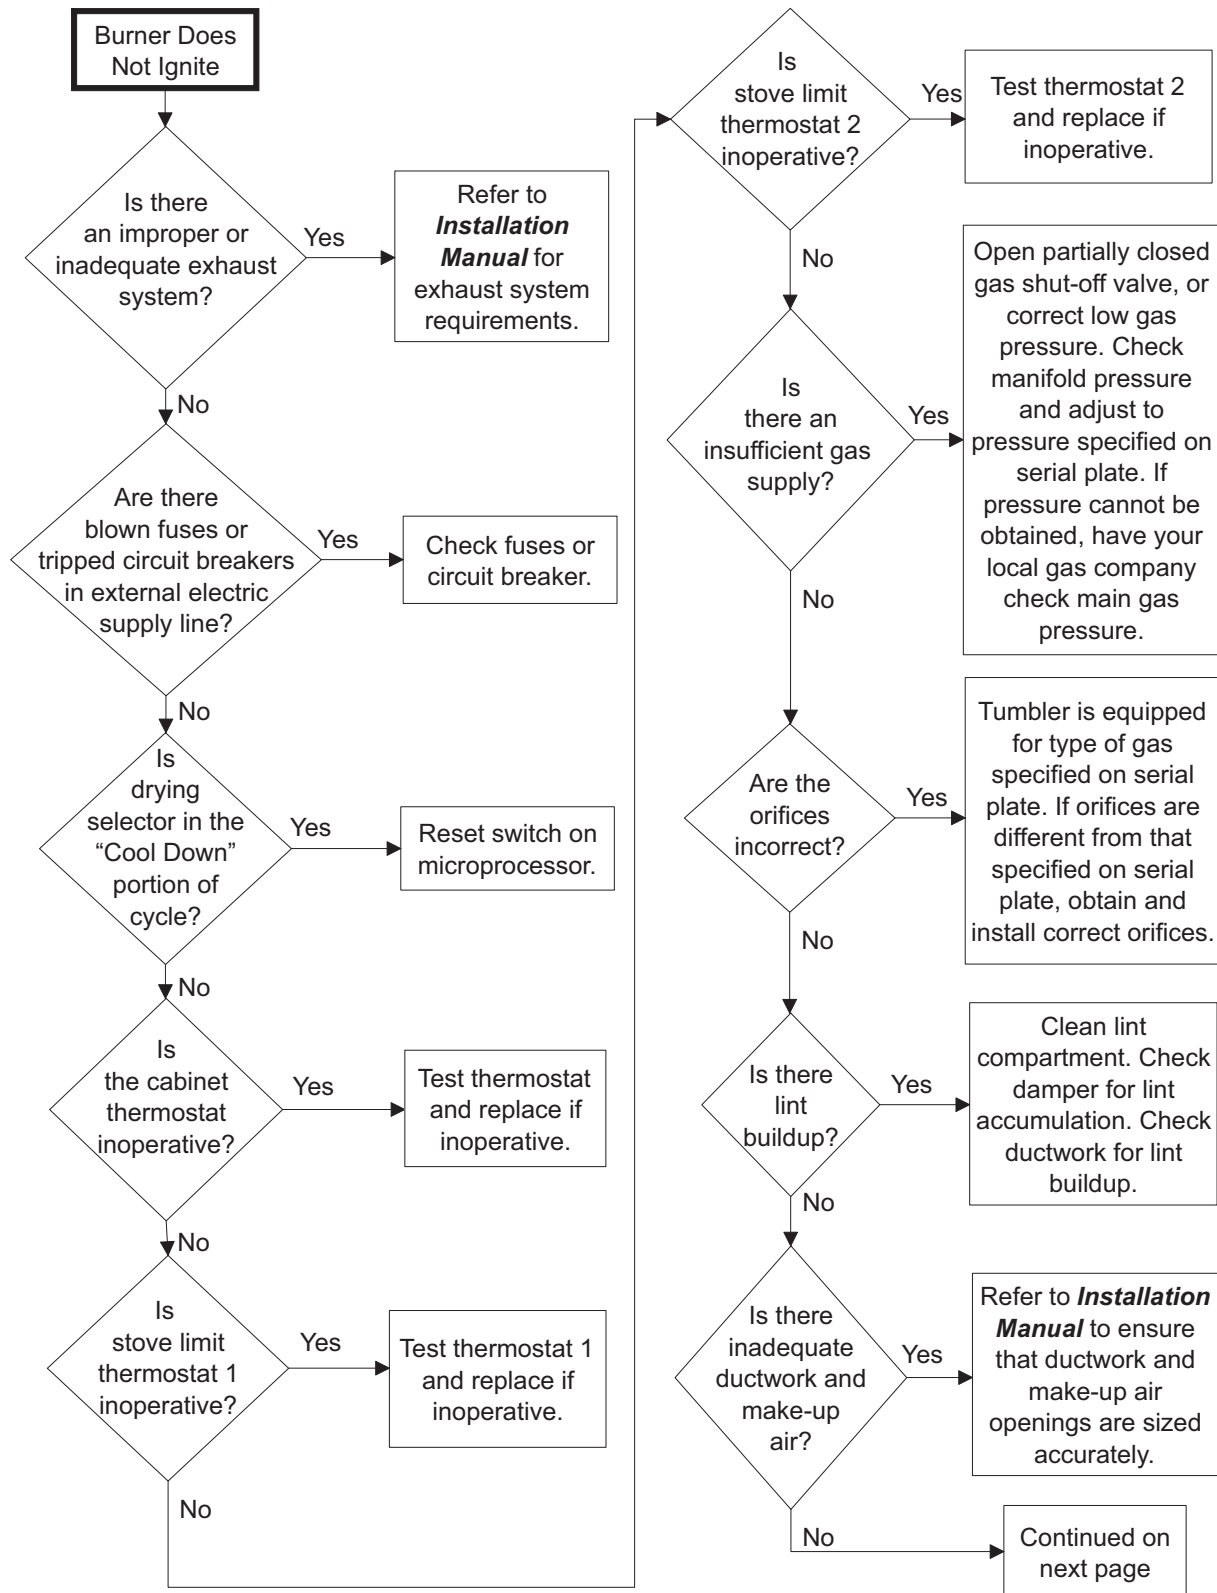 Burner Does
Not Ignite
Is there
an improper or
inadequate exhaust
system?
Yes
Refer to
Installation
Manual for
exhaust system
requirements.
No
Are there
blown fuses or
tripped circuit breakers
in external electric
supply line?
Yes
Check fuses or
circuit breaker.
No
Is
drying
selector in the
“Cool Down”
portion of
cycle?
Yes
Reset switch on
microprocessor.
No
Is
the cabinet
thermostat
inoperative?
Yes
Test thermostat
and replace if
inoperative.
No
Is
stove limit
thermostat 1
inoperative?
Yes
Test thermostat 1
and replace if
inoperative.
No
Is
stove limit
thermostat 2
inoperative?
Yes
Test thermostat 2
and replace if
inoperative.
No
Is
there an
insufficient gas
supply?
Yes
Open partially closed
gas shut-off valve, or
correct low gas
pressure. Check
manifold pressure
and adjust to
pressure specified on
serial plate. If
pressure cannot be
obtained, have your
local gas company
check main gas
pressure.
No
Are the
orifices
incorrect?
Yes
Tumbler is equipped
for type of gas
specified on serial
plate. If orifices are
different from that
specified on serial
plate, obtain and
install correct orifices.
No
Is there
lint
buildup?
Yes
Clean lint
compartment. Check
damper for lint
accumulation. Check
ductwork for lint
buildup.
No
Is there
inadequate
ductwork and
make-up
air?
Yes
Refer to Installation
Manual to ensure
that ductwork and
make-up air
openings are sized
accurately.
No
Continued on
next page